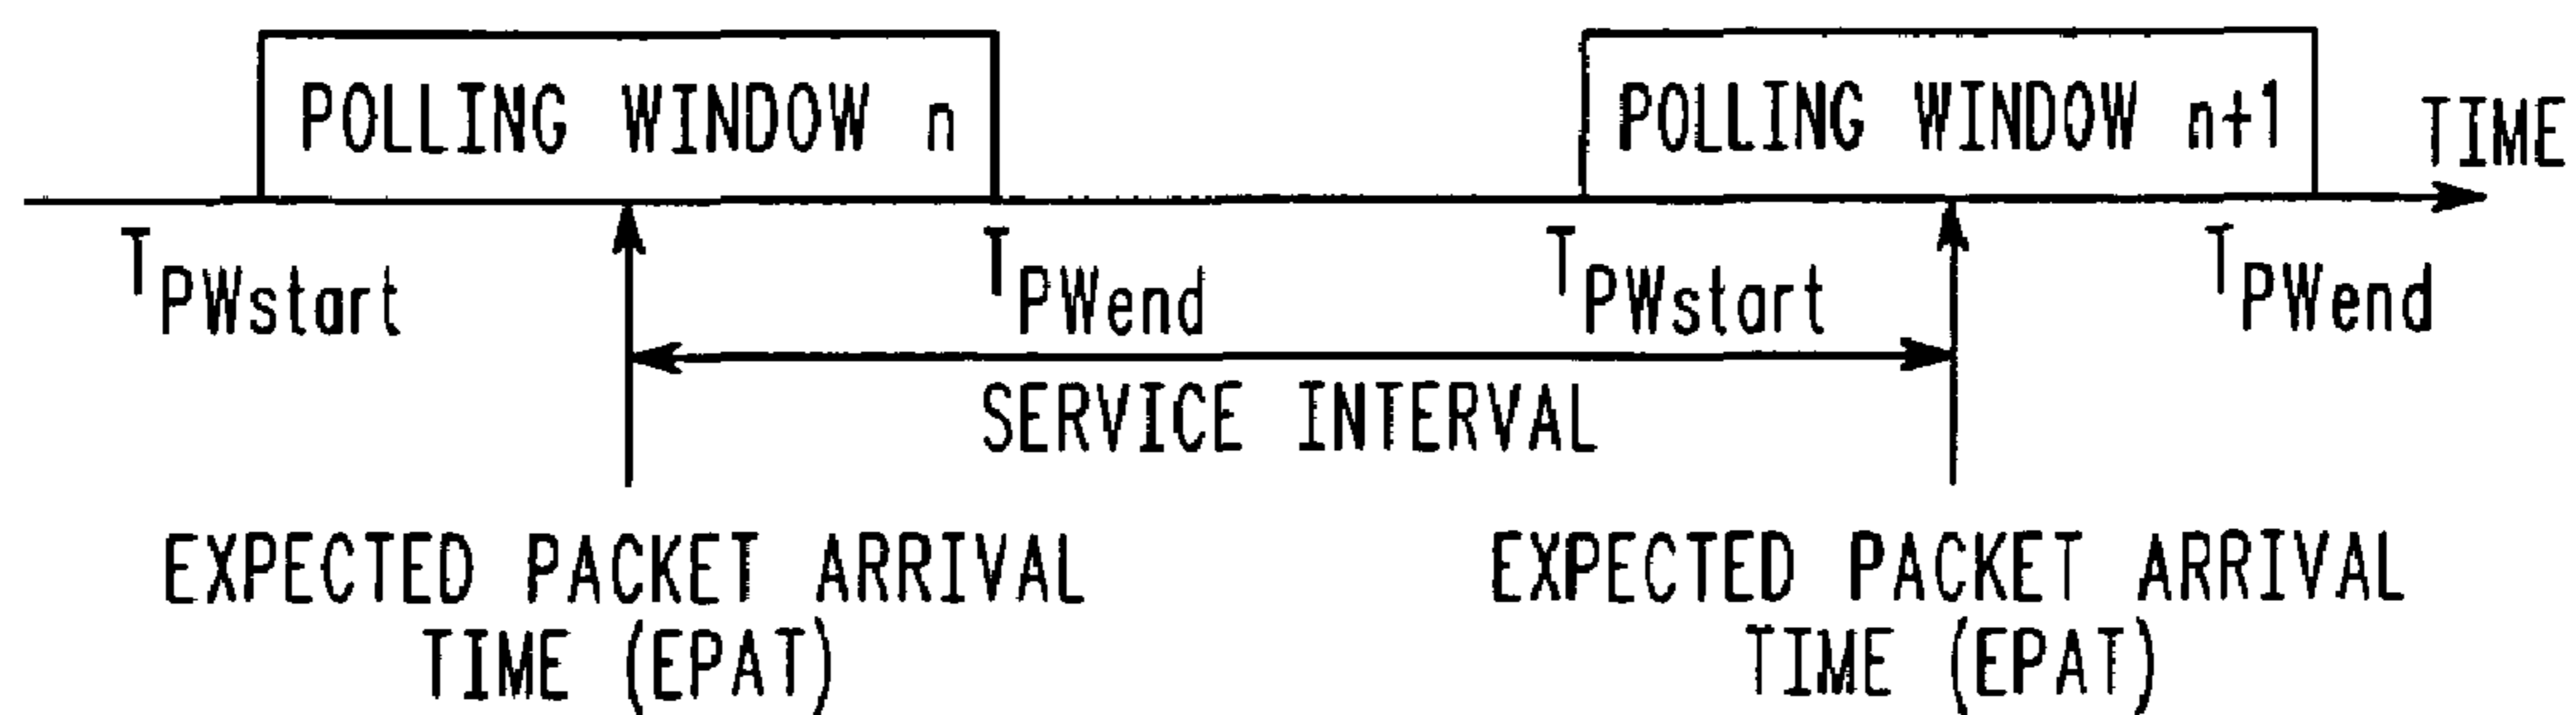 POLLING WINDOW n
POLLING WINDOW n+1
TIME
TPWstart
TPWend
TPWstart
TPWend
SERVICE INTERVAL
EXPECTED PACKET ARRIVAL
TIME (EPAT)
EXPECTED PACKET ARRIVAL
TIME (EPAT)